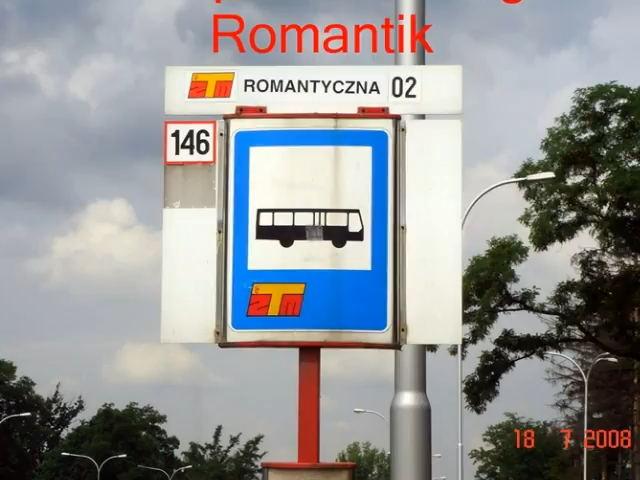 Romantik
ZTM ROMANTYCZNA 02
146
ZTM
18 7 2008